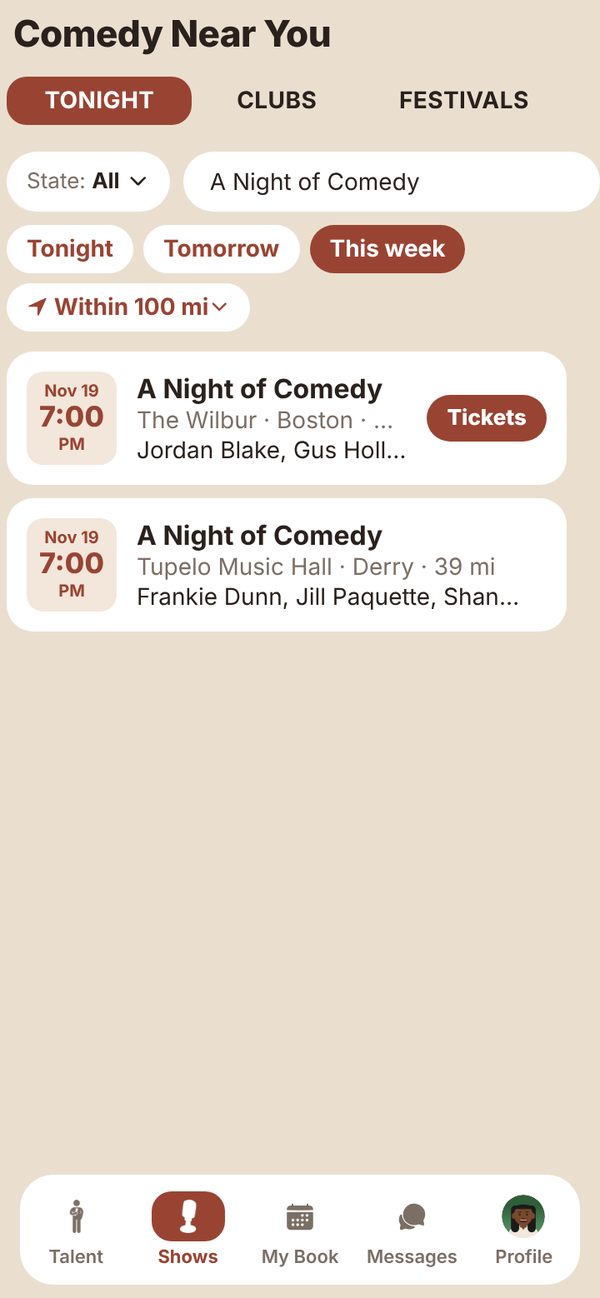 Comedy Near You
TONIGHT CLUBS FESTIVALS
State: All A Night of Comedy
Tonight Tomorrow This week
Within 100 mi
Nov 19
7:00
PM
A Night of Comedy
The Wilbur · Boston · ...
Jordan Blake, Gus Holl...
Tickets
Nov 19
7:00
PM
A Night of Comedy
Tupelo Music Hall · Derry · 39 mi
Frankie Dunn, Jill Paquette, Shan...
Talent Shows My Book Messages Profile